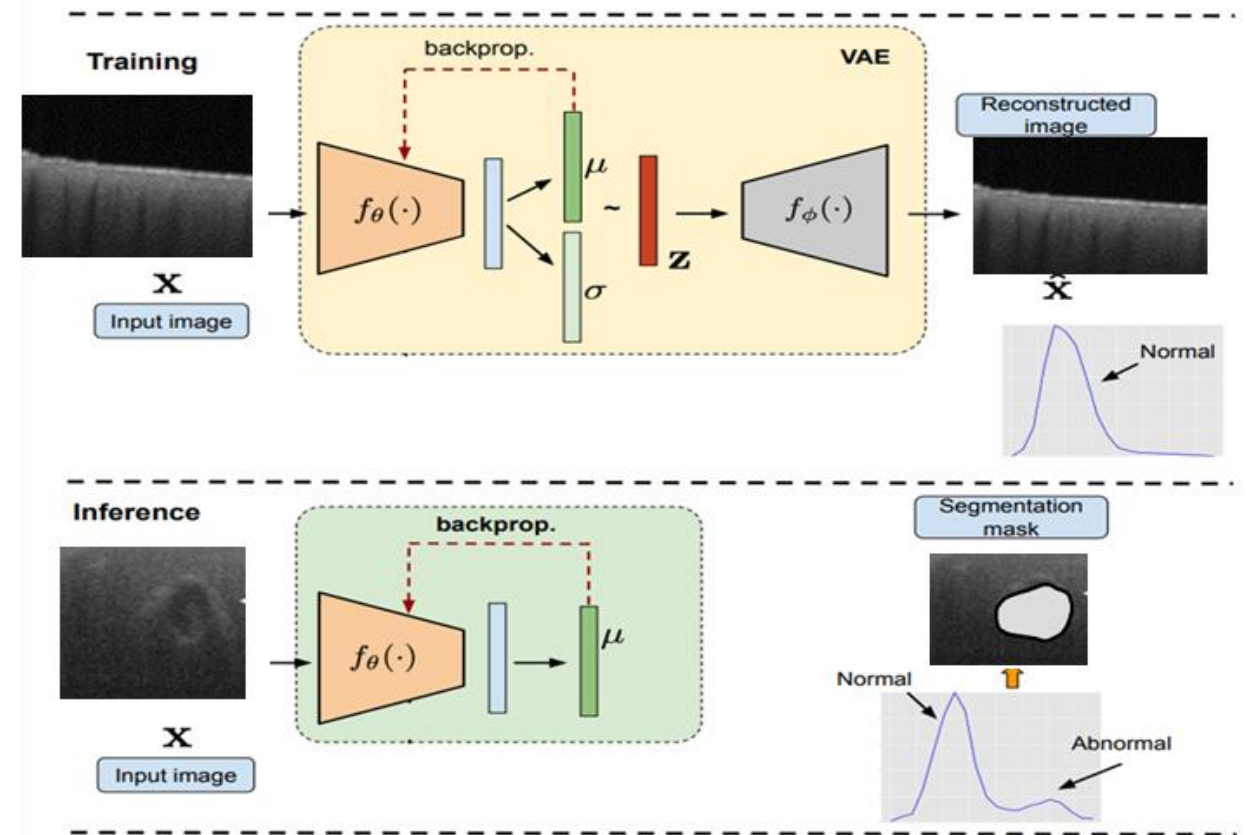 Training
backprop.
VAE
Reconstructed
image
fθ(·)
μ
~
σ
z
fϕ(·)
x
Input image
x̂
Normal
Inference
backprop.
fθ(·)
μ
x
Input image
Segmentation
mask
Normal
Abnormal